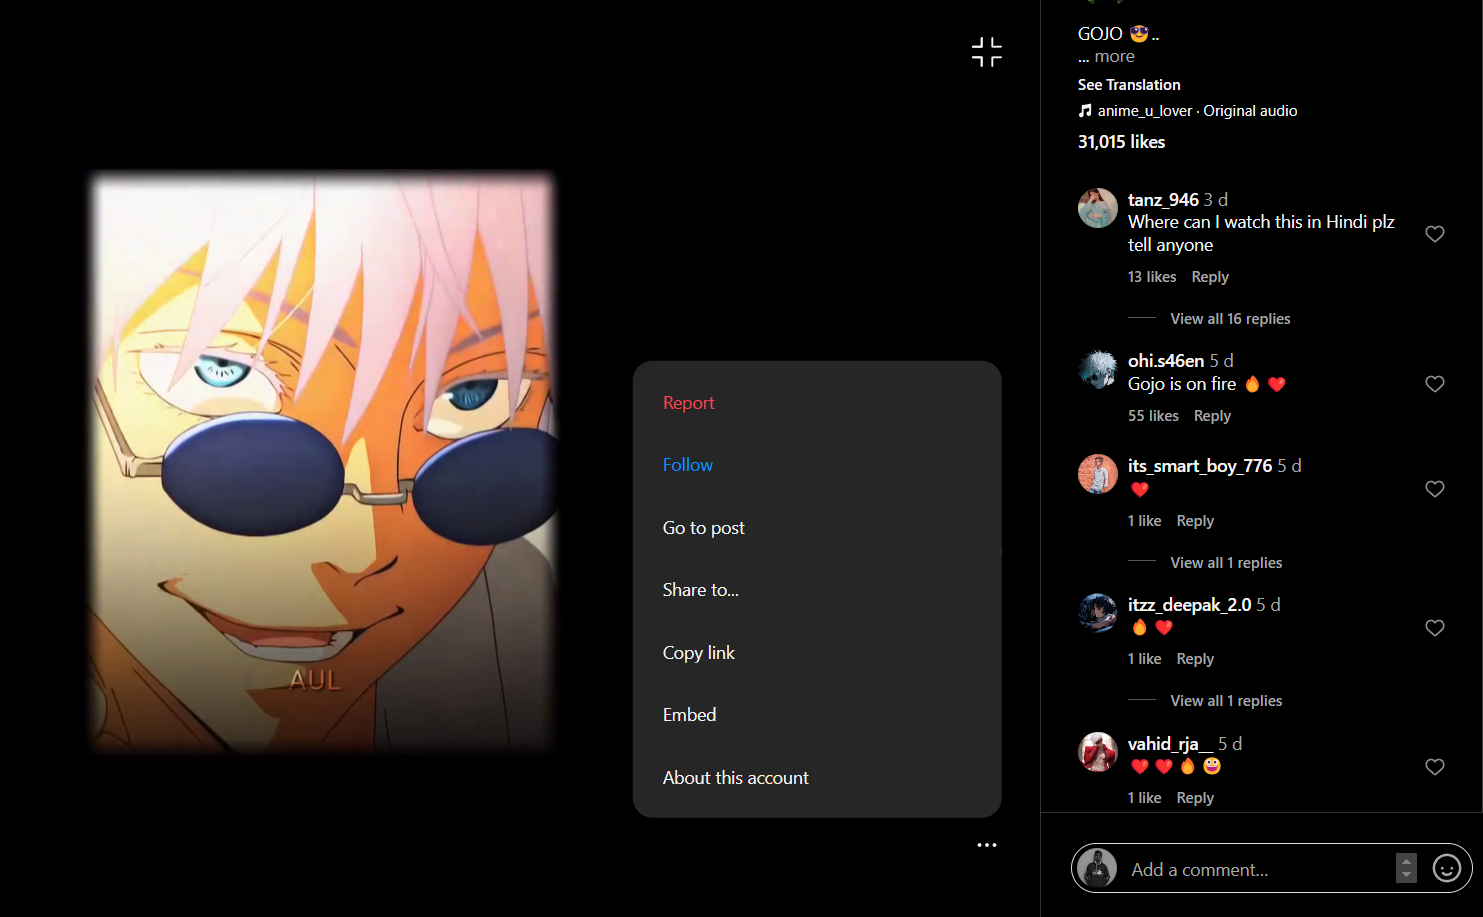 GOJO 😎..
... more
See Translation
anime_u_lover · Original audio
31,015 likes
tanz_946 3 d
Where can I watch this in Hindi plz
tell anyone
13 likes Reply
View all 16 replies
ohi.s46en 5 d
Gojo is on fire 🔥 ❤️
55 likes Reply
its_smart_boy_776 5 d
❤️
1 like Reply
View all 1 replies
itzz_deepak_2.0 5 d
🔥 ❤️
1 like Reply
View all 1 replies
vahid_rja__ 5 d
❤️ ❤️ 🔥 😃
1 like Reply
Add a comment...
Report
Follow
Go to post
Share to...
Copy link
Embed
About this account
AUL